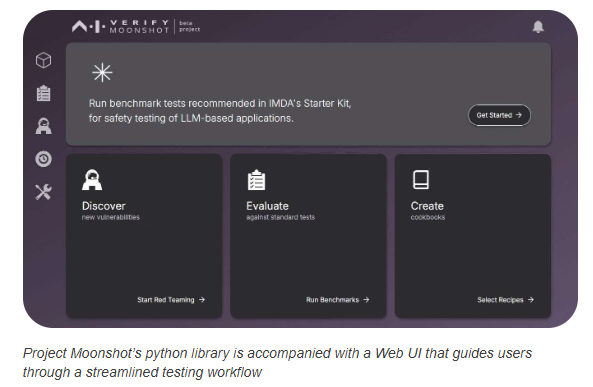 VERIFY
MOONSHOT
beta
project
Run benchmark tests recommended in IMDA's Starter Kit,
for safety testing of LLM-based applications.
Get Started →
Discover
new vulnerabilities
Start Red Teaming →
Evaluate
against standard tests
Run Benchmarks →
Create
cookbooks
Select Recipes →
Project Moonshot's python library is accompanied with a Web UI that guides users
through a streamlined testing workflow